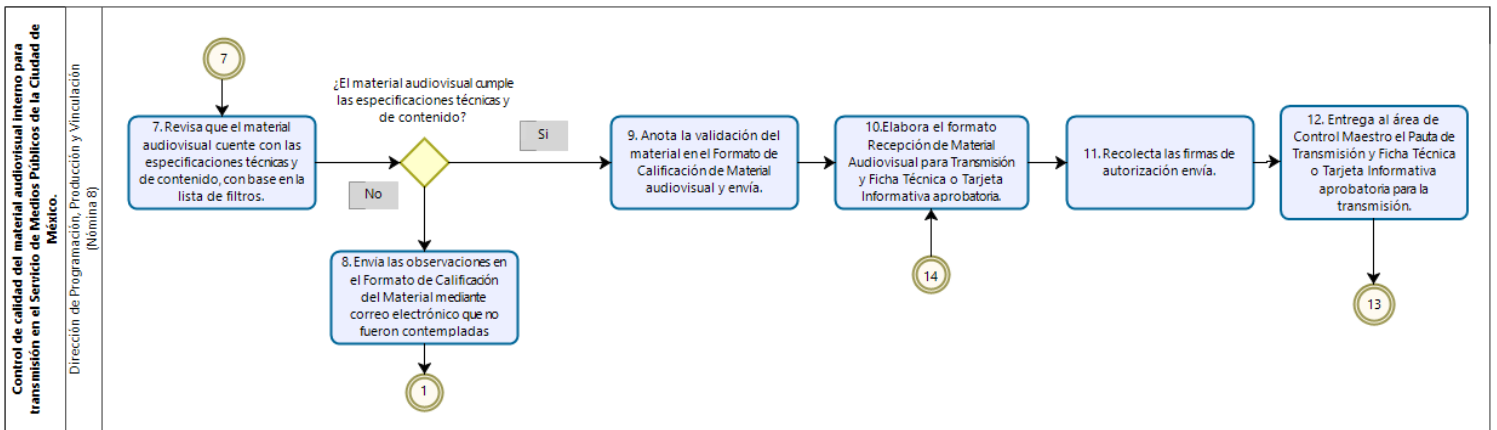 Control de calidad del material audiovisual interno para
transmisión en el Servicio de Medios Públicos de la Ciudad de
México.
Dirección de Programación, Producción y Vinculación
(Nómina 8)
7
7. Revisa que el material
audiovisual cuente con las
especificaciones técnicas y
de contenido, con base en la
lista de filtros.
¿El material audiovisual cumple
las especificaciones técnicas y
de contenido?
Si
No
8. Envía las observaciones en
el Formato de Calificación
del Material mediante
correo electrónico que no
fueron contempladas
1
9. Anota la validación del
material en el Formato de
Calificación de Material
audiovisual y envía.
10.Elabora el formato
Recepción de Material
Audiovisual para Transmisión
y Ficha Técnica o Tarjeta
Informativa aprobatoria.
14
11. Recolecta las firmas de
autorización envía.
12. Entrega al área de
Control Maestro el Pauta de
Transmisión y Ficha Técnica
o Tarjeta Informativa
aprobatoria para la
transmisión.
13